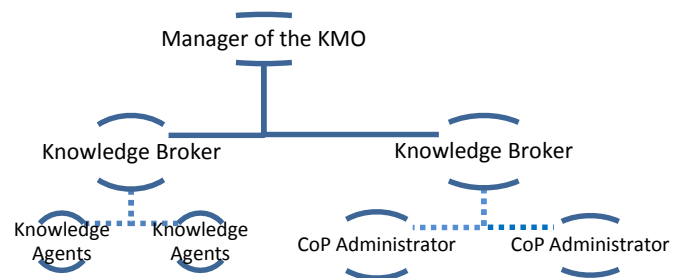 Manager of the KMO
Knowledge Broker
Knowledge Broker
Knowledge
Agents
Knowledge
Agents
CoP Administrator
CoP Administrator